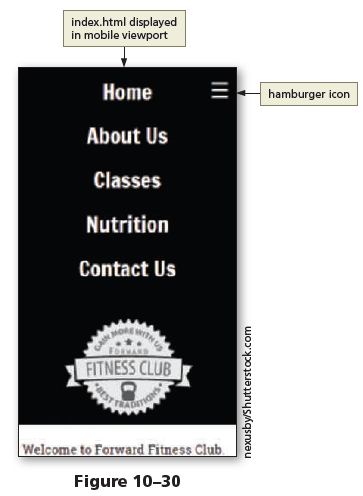 index.html displayed
in mobile viewport
Home
hamburger icon
About Us
Classes
Nutrition
Contact Us
GAIN MORE WITH US
FORWARD
FITNESS CLUB
BEST TRADITIONS
Welcome to Forward Fitness Club.
nexusby/Shutterstock.com
Figure 10–30